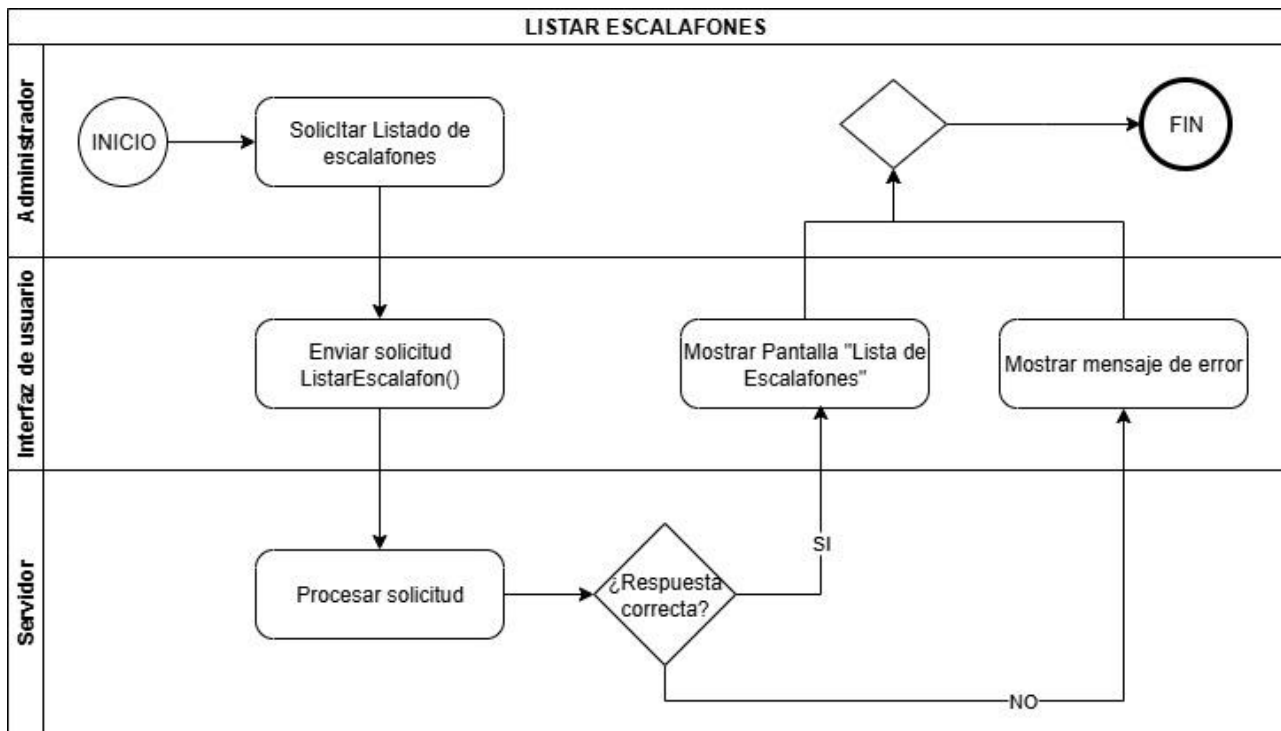 LISTAR ESCALAFONES
Administrador
INICIO
Solicltar Listado de
escalafones
FIN
Interfaz de usuario
Enviar solicitud
ListarEscalafon()
Mostrar Pantalla "Lista de
Escalafones"
Mostrar mensaje de error
Servidor
Procesar solicitud
¿Respuesta
correcta?
SI
NO